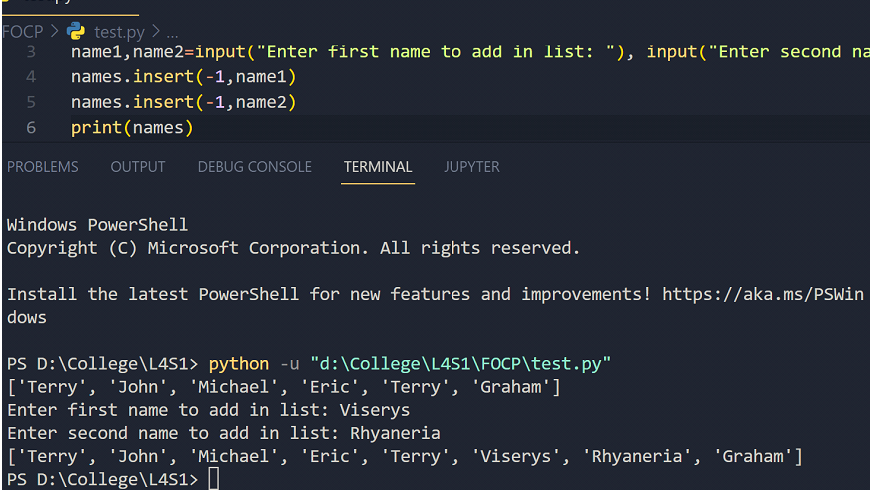 FOCP > test.py > ...
3 name1,name2=input("Enter first name to add in list: "), input("Enter second na
4 names.insert(-1,name1)
5 names.insert(-1,name2)
6 print(names)
PROBLEMS OUTPUT DEBUG CONSOLE TERMINAL JUPYTER
Windows PowerShell
Copyright (C) Microsoft Corporation. All rights reserved.
Install the latest PowerShell for new features and improvements! https://aka.ms/PSWin
dows
PS D:\College\L4S1> python -u "d:\College\L4S1\FOCP\test.py"
['Terry', 'John', 'Michael', 'Eric', 'Terry', 'Graham']
Enter first name to add in list: Viserys
Enter second name to add in list: Rhyaneria
['Terry', 'John', 'Michael', 'Eric', 'Terry', 'Viserys', 'Rhyaneria', 'Graham']
PS D:\College\L4S1>